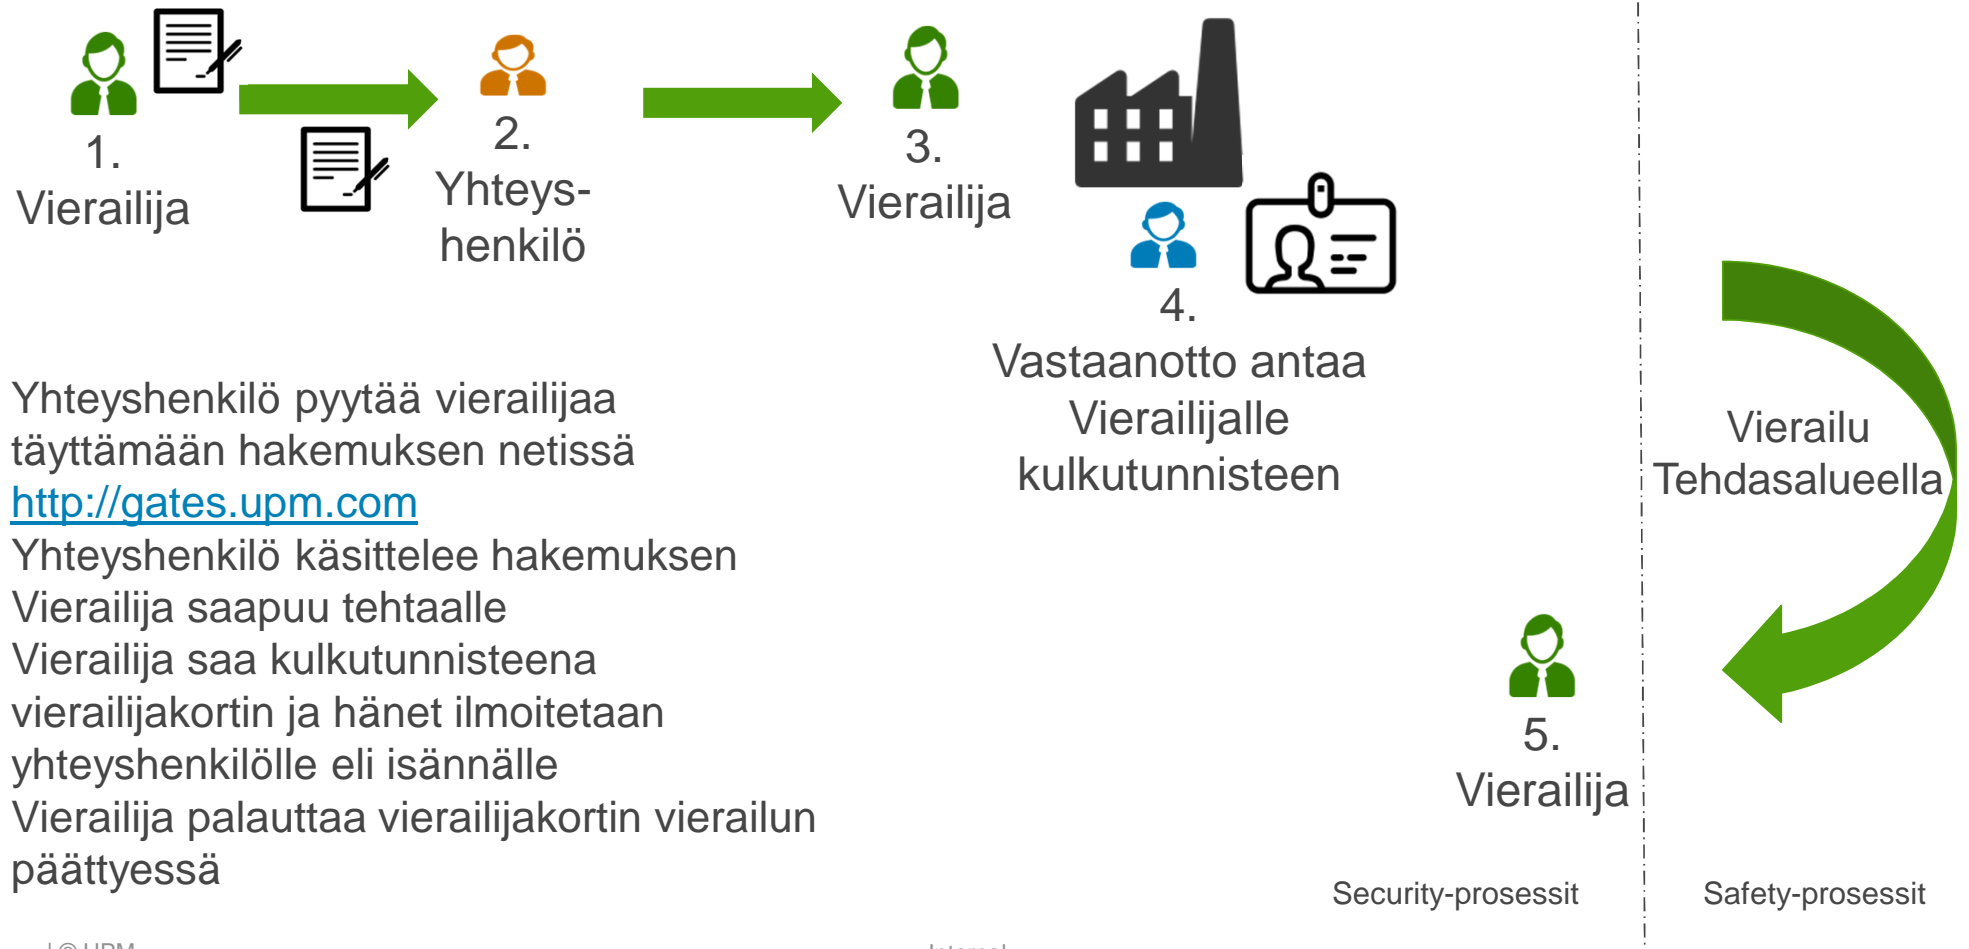 1.
Vierailija
2.
Yhteys-
henkilö
3.
Vierailija
4.
Vastaanotto antaa
Vierailijalle
kulkutunnisteen
Yhteyshenkilö pyytää vierailijaa
täyttämään hakemuksen netissä
http://gates.upm.com
Yhteyshenkilö käsittelee hakemuksen
Vierailija saapuu tehtaalle
Vierailija saa kulkutunnisteena
vierailijakortin ja hänet ilmoitetaan
yhteyshenkilölle eli isännälle
Vierailija palauttaa vierailijakortin vierailun
päättyessä
Vierailu
Tehdasalueella
5.
Vierailija
Security-prosessit
Safety-prosessit
| © UPM
Internal